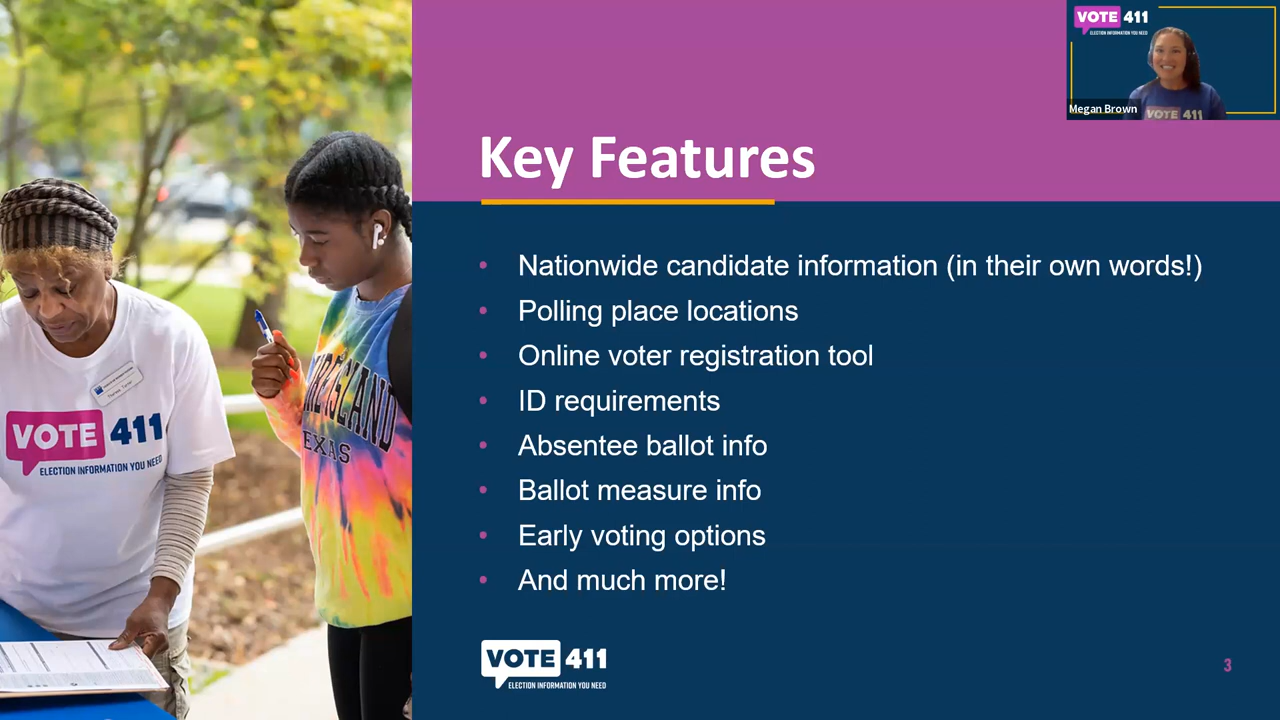 VOTE 411
ELECTION INFORMATION YOU NEED
Megan Brown
VOTE 411
Key Features
• Nationwide candidate information (in their own words!)
• Polling place locations
• Online voter registration tool
• ID requirements
• Absentee ballot info
• Ballot measure info
• Early voting options
• And much more!
VOTE 411
ELECTION INFORMATION YOU NEED
3
VOTE 411
ELECTION INFORMATION YOU NEED
TEXAS